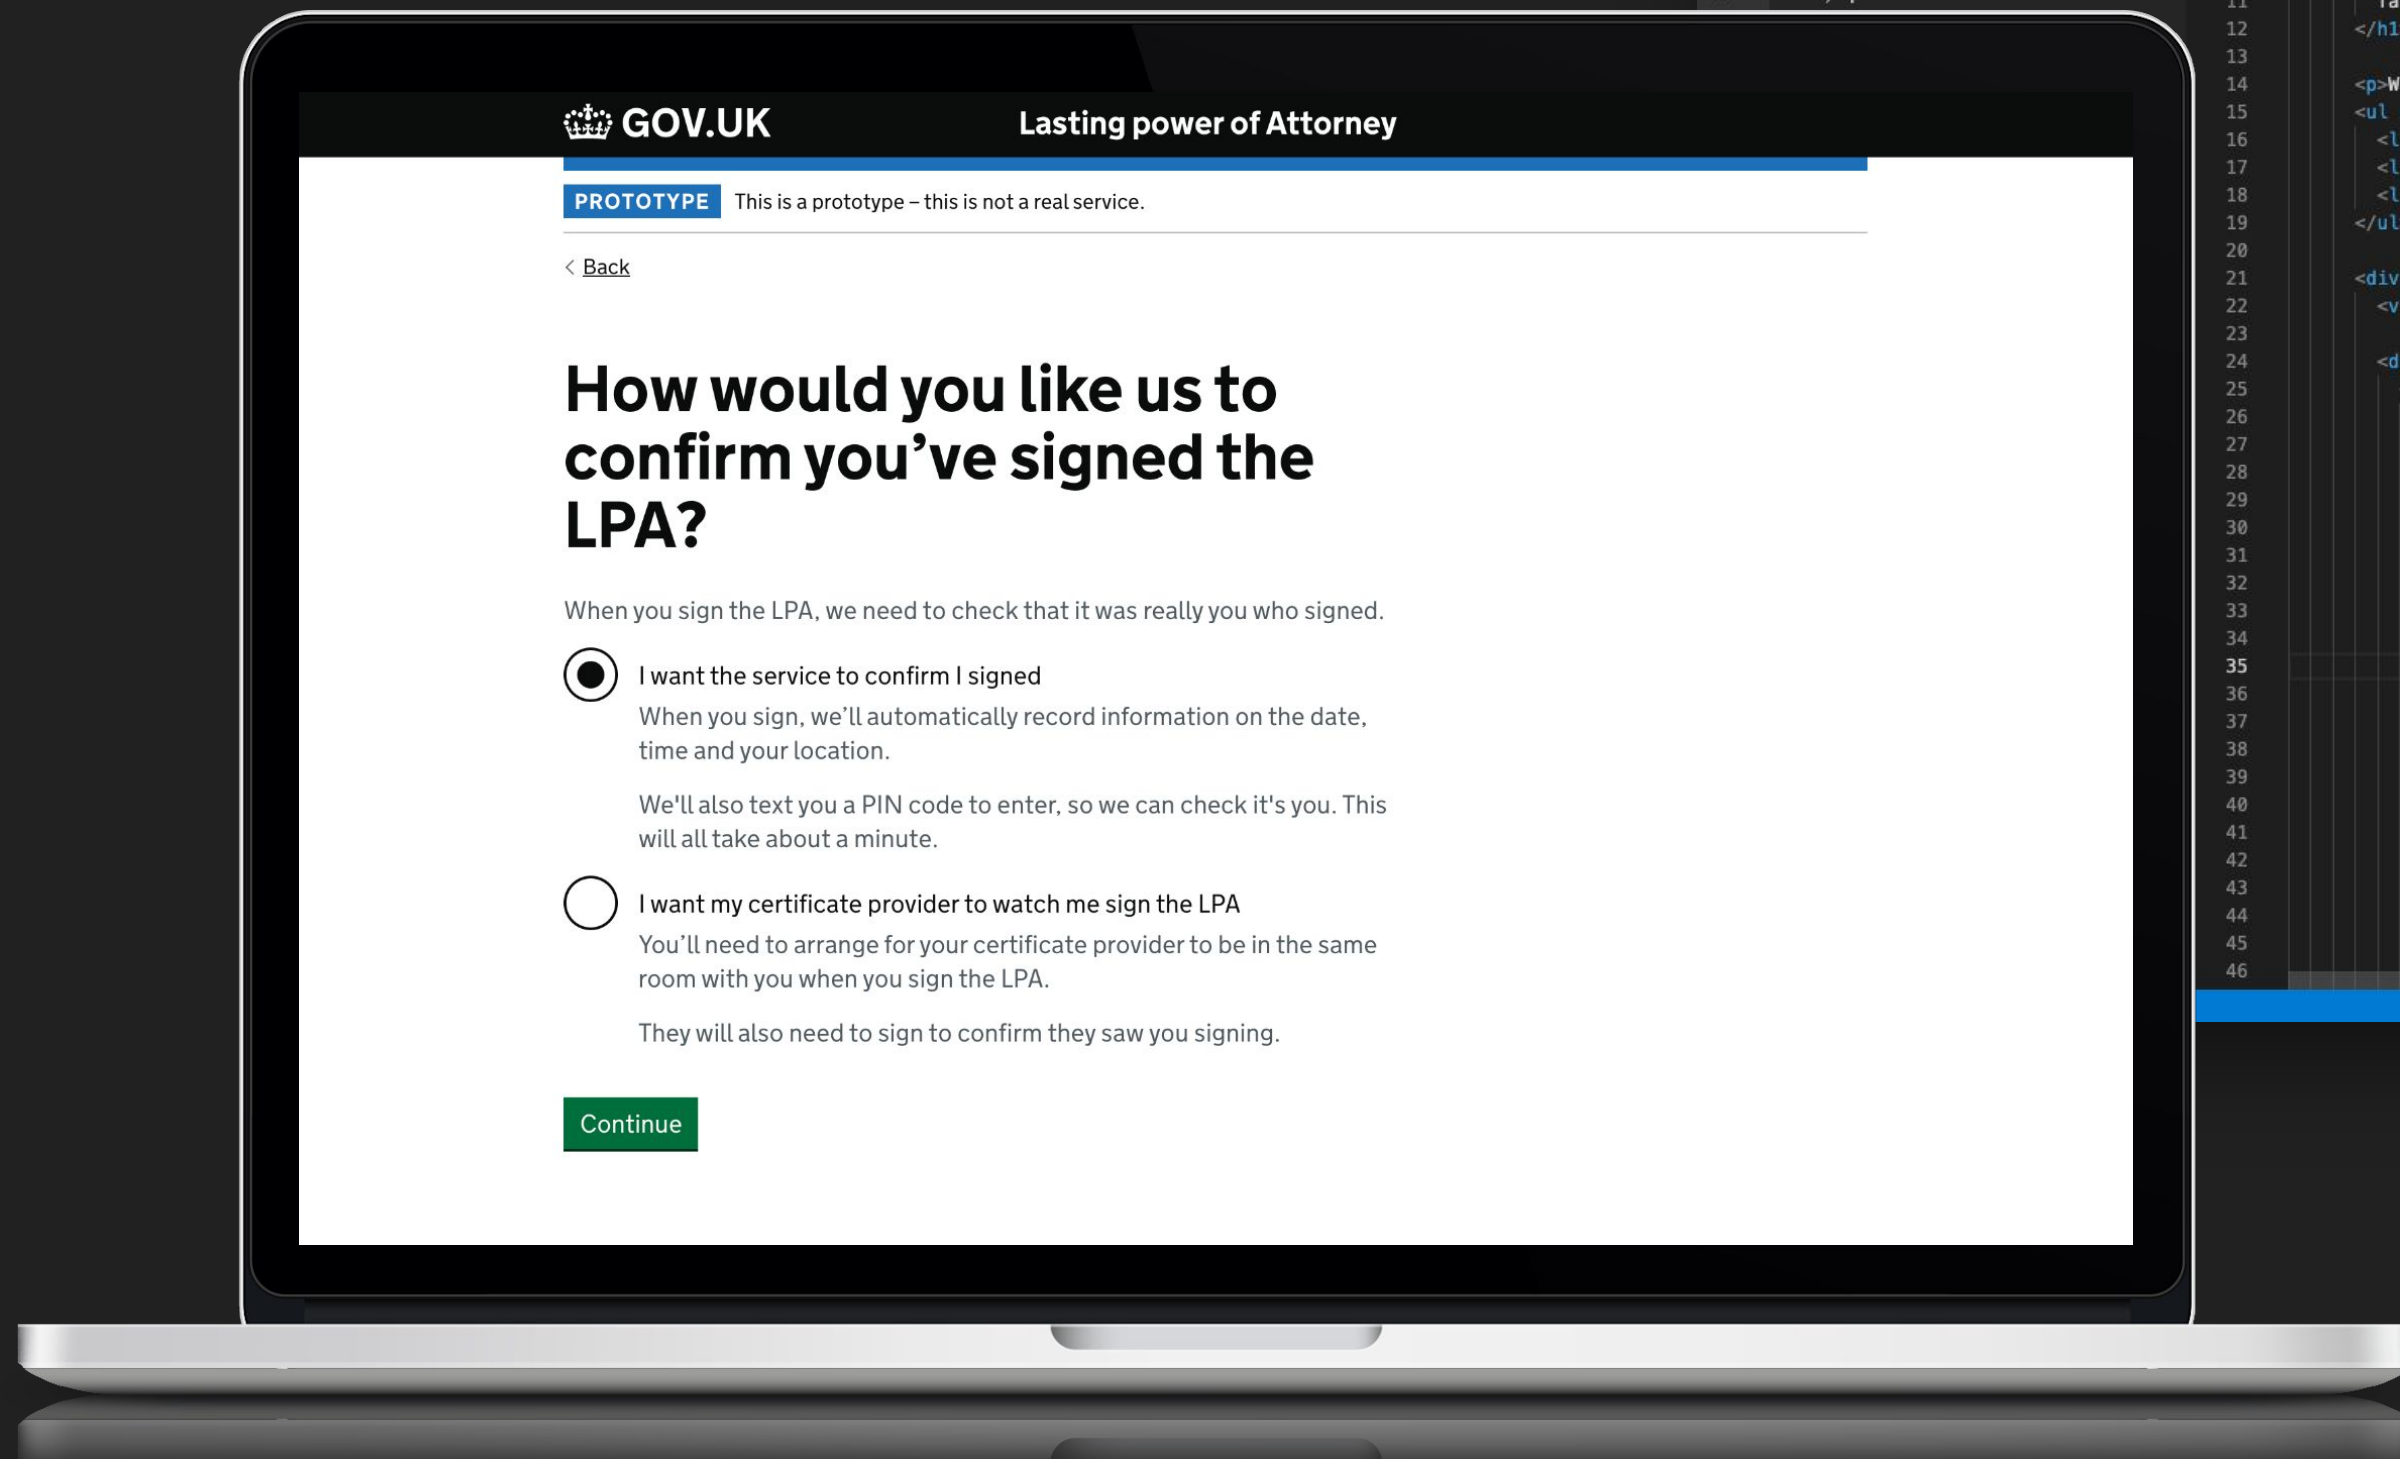 GOV.UK
Lasting power of Attorney
PROTOTYPE This is a prototype – this is not a real service.
Back
How would you like us to
confirm you’ve signed the
LPA?
When you sign the LPA, we need to check that it was really you who signed.
I want the service to confirm I signed
When you sign, we’ll automatically record information on the date,
time and your location.
We'll also text you a PIN code to enter, so we can check it's you. This
will all take about a minute.
I want my certificate provider to watch me sign the LPA
You’ll need to arrange for your certificate provider to be in the same
room with you when you sign the LPA.
They will also need to sign to confirm they saw you signing.
Continue
11
12 </h1
13
14 <p>W
15 <ul
16 <l
17 <l
18 <l
19 </ul
20
21 <div
22 <v
23
24 <d
25
26
27
28
29
30
31
32
33
34
35
36
37
38
39
40
41
42
43
44
45
46